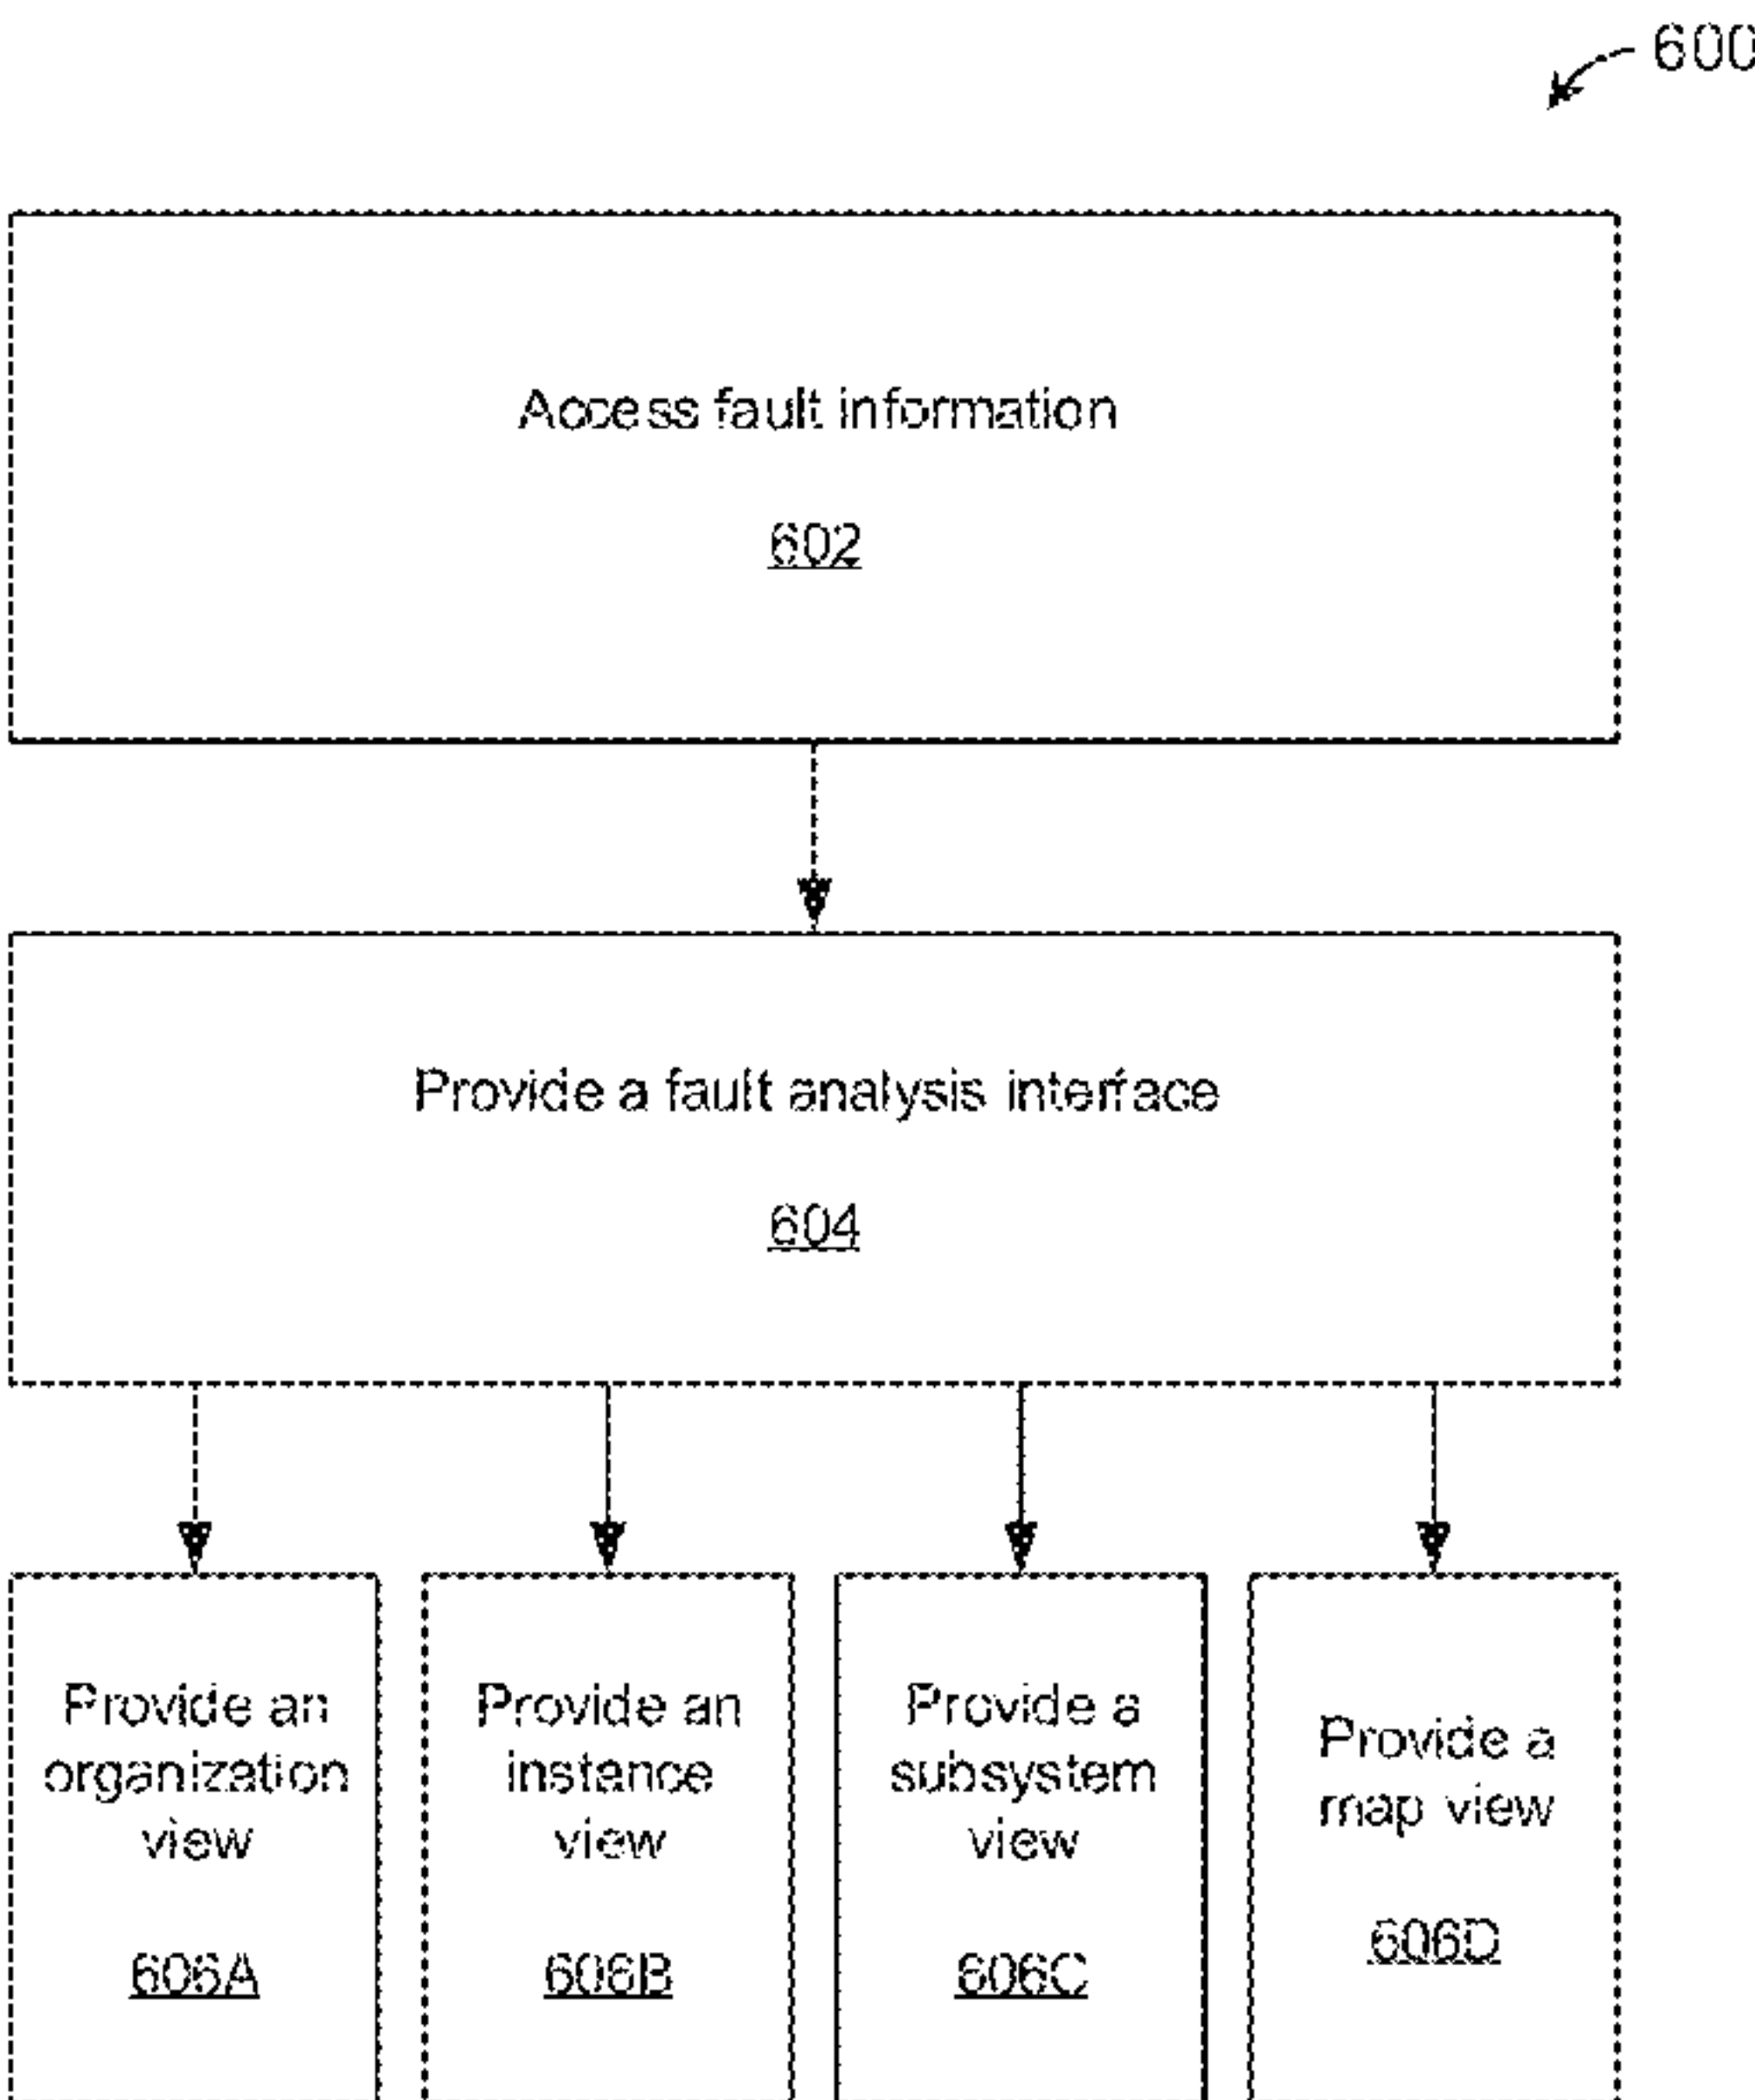 600
Access fault information
602
Provide a fault analysis interface
604
Provide an
organization
view
606A
Provide an
instance
view
606B
Provide a
subsystem
view
606C
Provide a
map view
606D